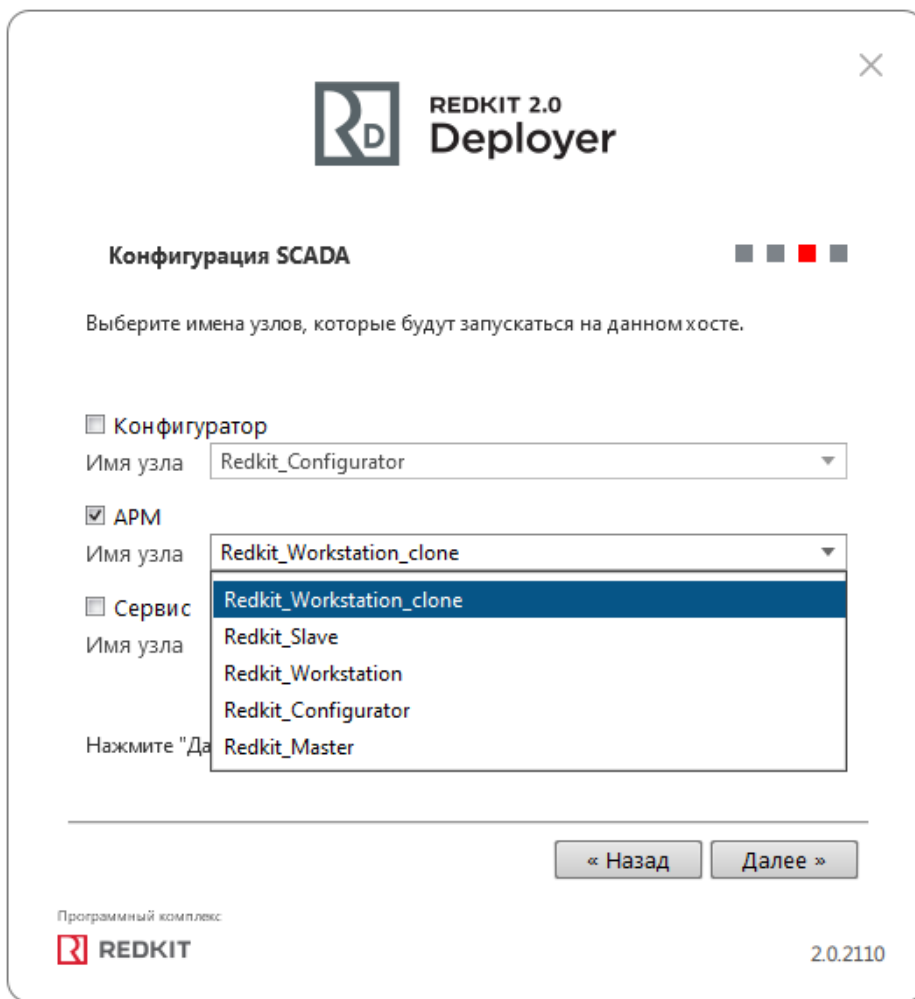 REDKIT 2.0
Deployer
Конфигурация SCADA
Выберите имена узлов, которые будут запускаться на данном хосте.
Конфигуратор
Имя узла Redkit_Configurator
АРМ
Имя узла Redkit_Workstation_clone
Redkit_Workstation_clone
Сервис
Redkit_Slave
Имя узла
Redkit_Workstation
Redkit_Configurator
Нажмите "Да
Redkit_Master
« Назад Далее »
Программный комплекс
REDKIT
2.0.2110